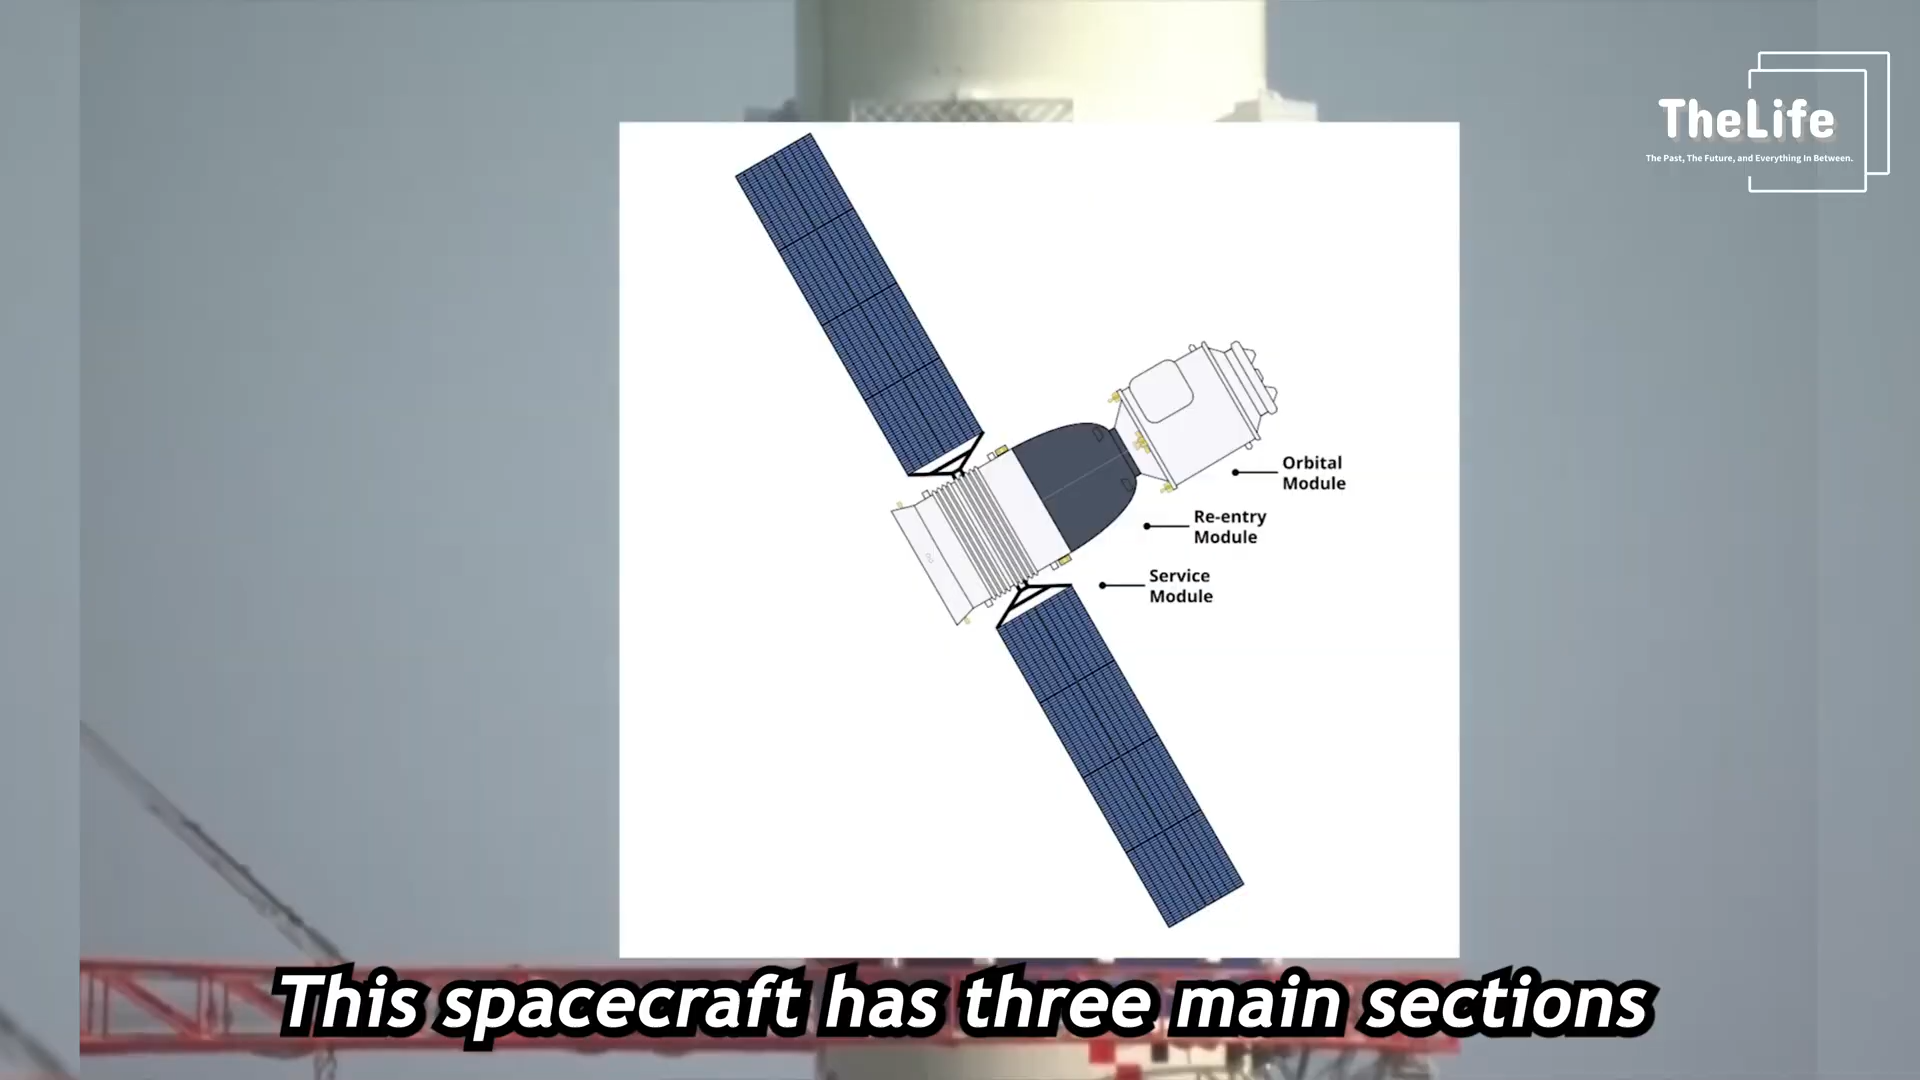 TheLife
The Past, The Future, and Everything In Between.
Orbital
Module
Re-entry
Module
Service
Module
This spacecraft has three main sections